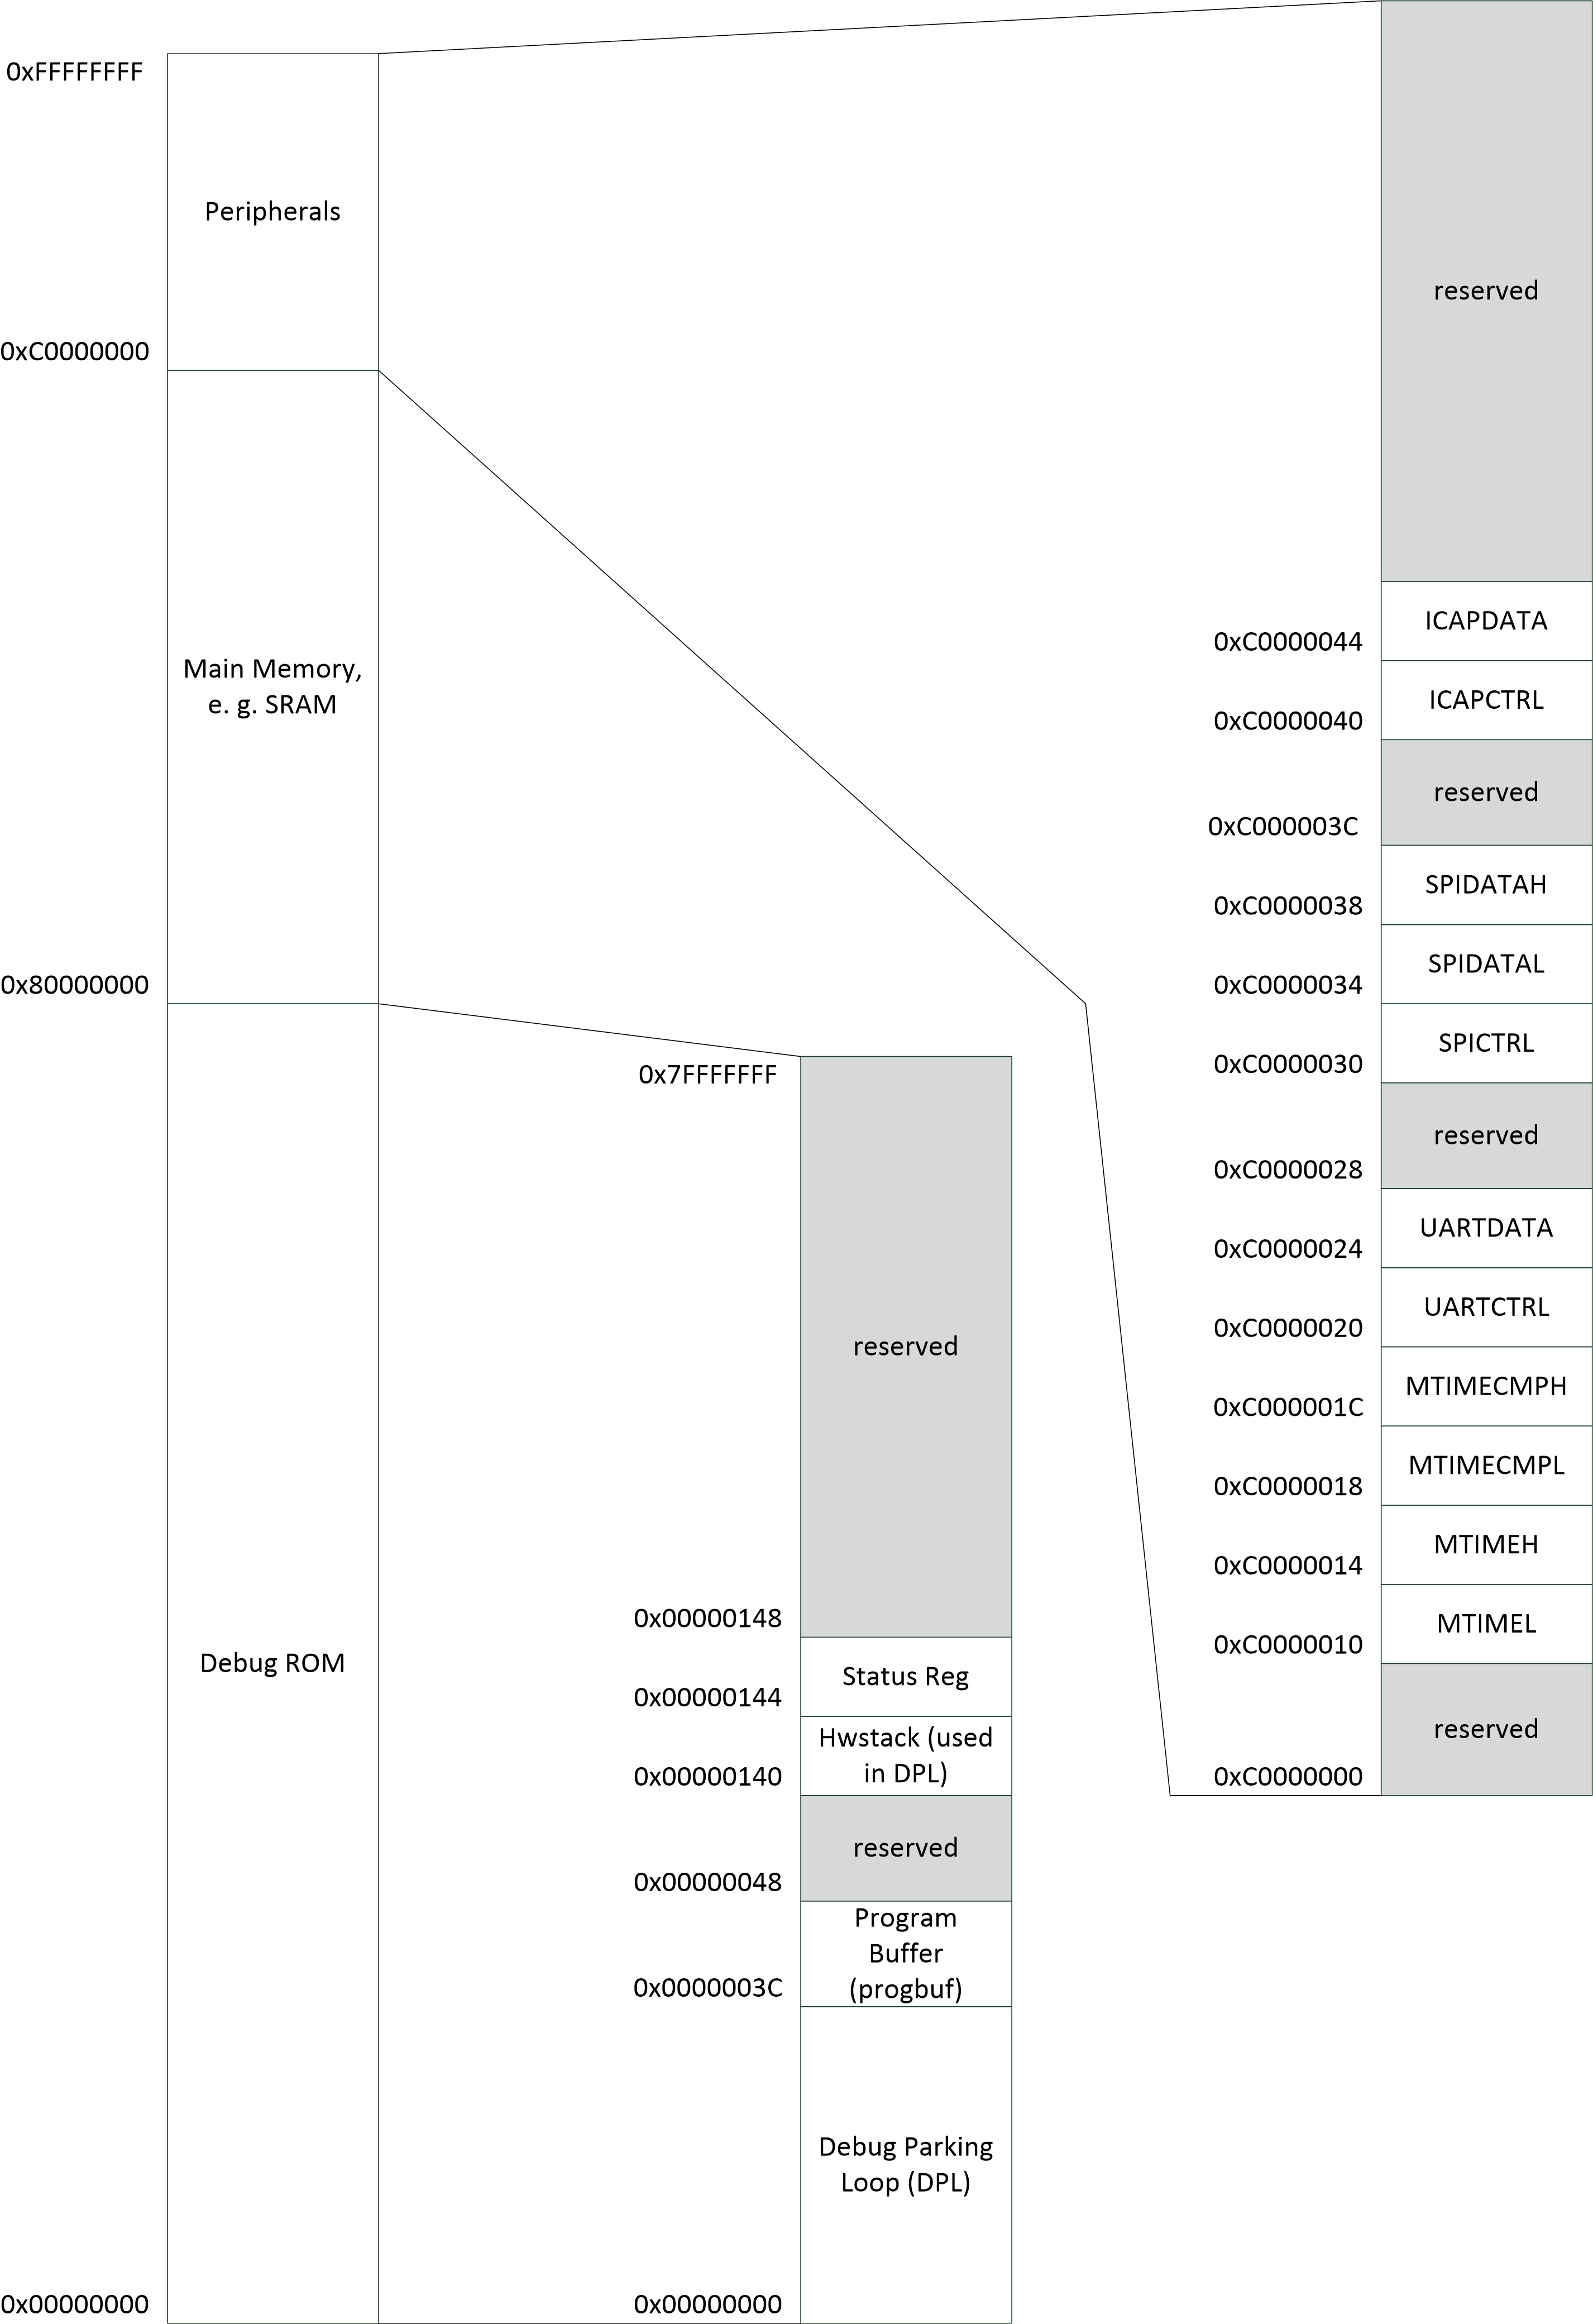 0xFFFFFFFF
Peripherals
0xC0000000
Main Memory,
e. g. SRAM
0x80000000
Debug ROM
0x00000000
0x7FFFFFFF
reserved
0x00000148
Status Reg
0x00000144
Hwstack (used
in DPL)
0x00000140
reserved
0x00000048
Program
Buffer
(progbuf)
0x0000003C
Debug Parking
Loop (DPL)
0x00000000
reserved
ICAPDATA
0xC0000044
ICAPCTRL
0xC0000040
reserved
0xC000003C
SPIDATAH
0xC0000038
SPIDATAL
0xC0000034
SPICTRL
0xC0000030
reserved
0xC0000028
UARTDATA
0xC0000024
UARTCTRL
0xC0000020
MTIMECMPH
0xC000001C
MTIMECMPL
0xC0000018
MTIMEH
0xC0000014
MTIMEL
0xC0000010
reserved
0xC0000000